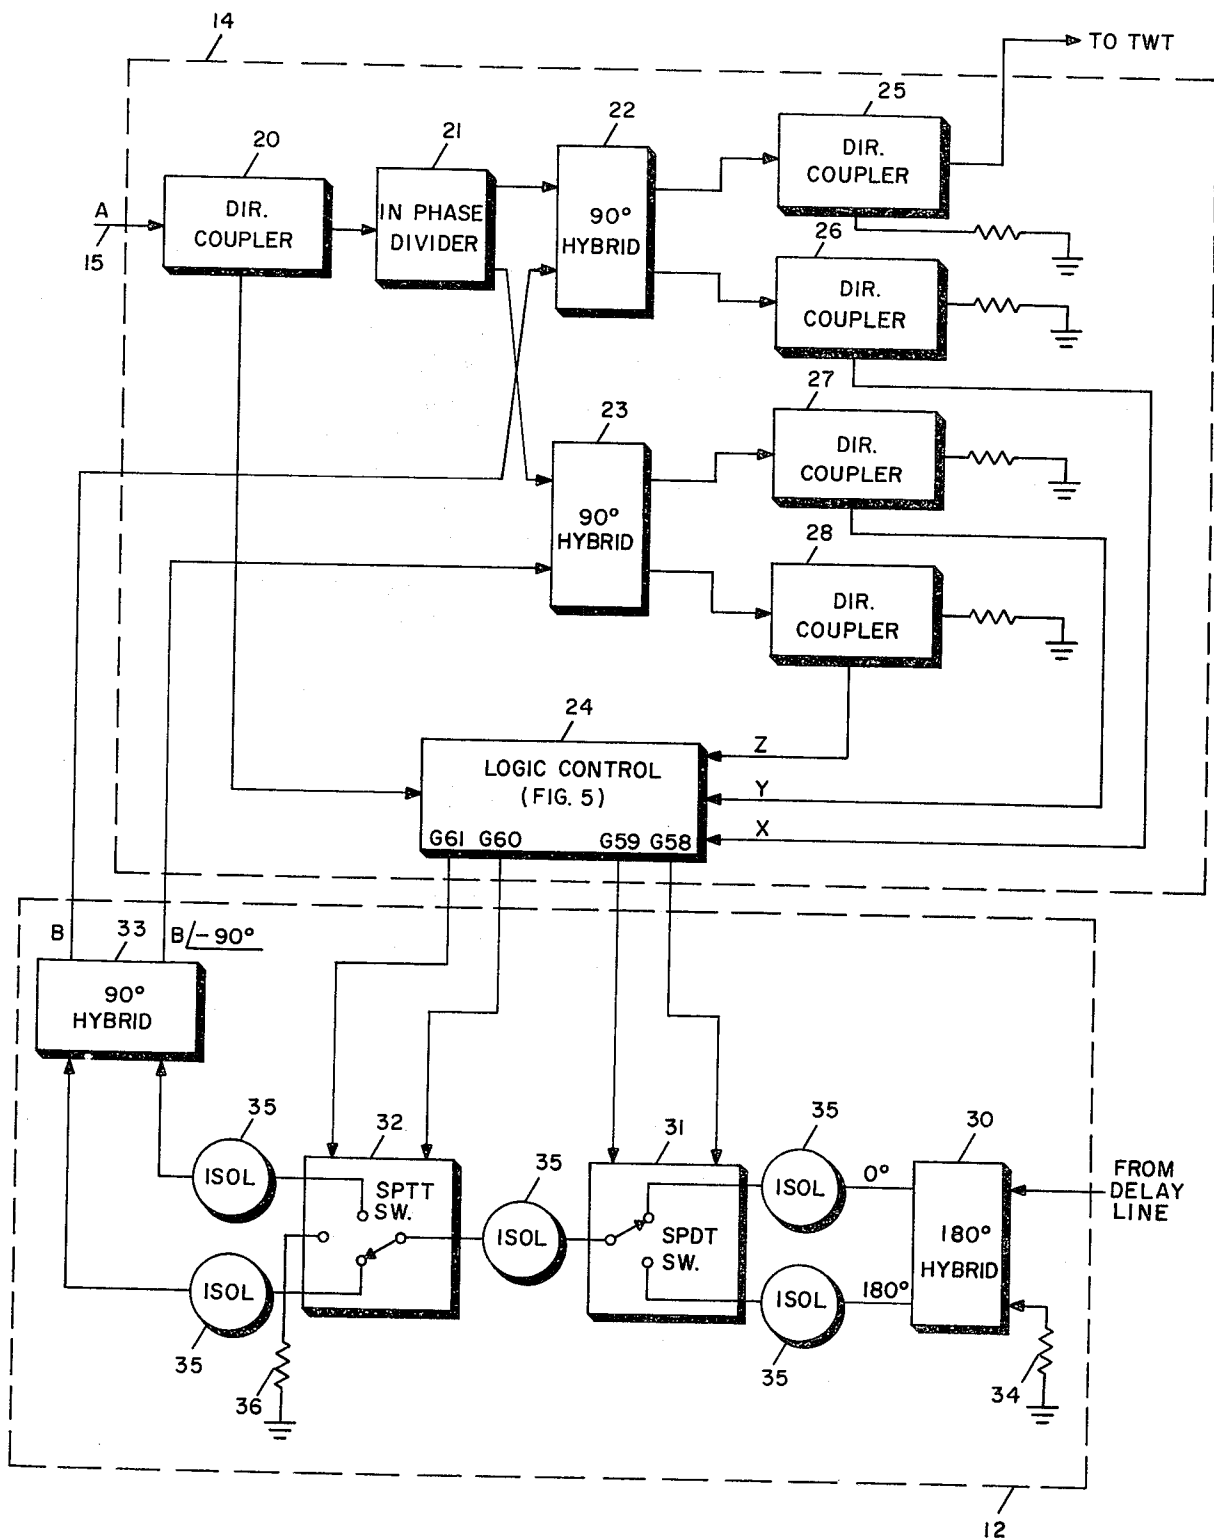 14
TO TWT
25
DIR.
COUPLER
22
90°
HYBRID
21
IN PHASE
DIVIDER
20
DIR.
COUPLER
A
15
26
DIR.
COUPLER
27
DIR.
COUPLER
23
90°
HYBRID
28
DIR.
COUPLER
24
LOGIC CONTROL
(FIG. 5)
G61 G60 G59 G58
Z
Y
X
B
33
B/-90°
90°
HYBRID
35
ISOL
32
SPTT
SW.
35
ISOL
31
SPDT
SW.
35
ISOL
0°
30
180°
HYBRID
FROM
DELAY
LINE
ISOL
35
36
ISOL
35
180°
34
12